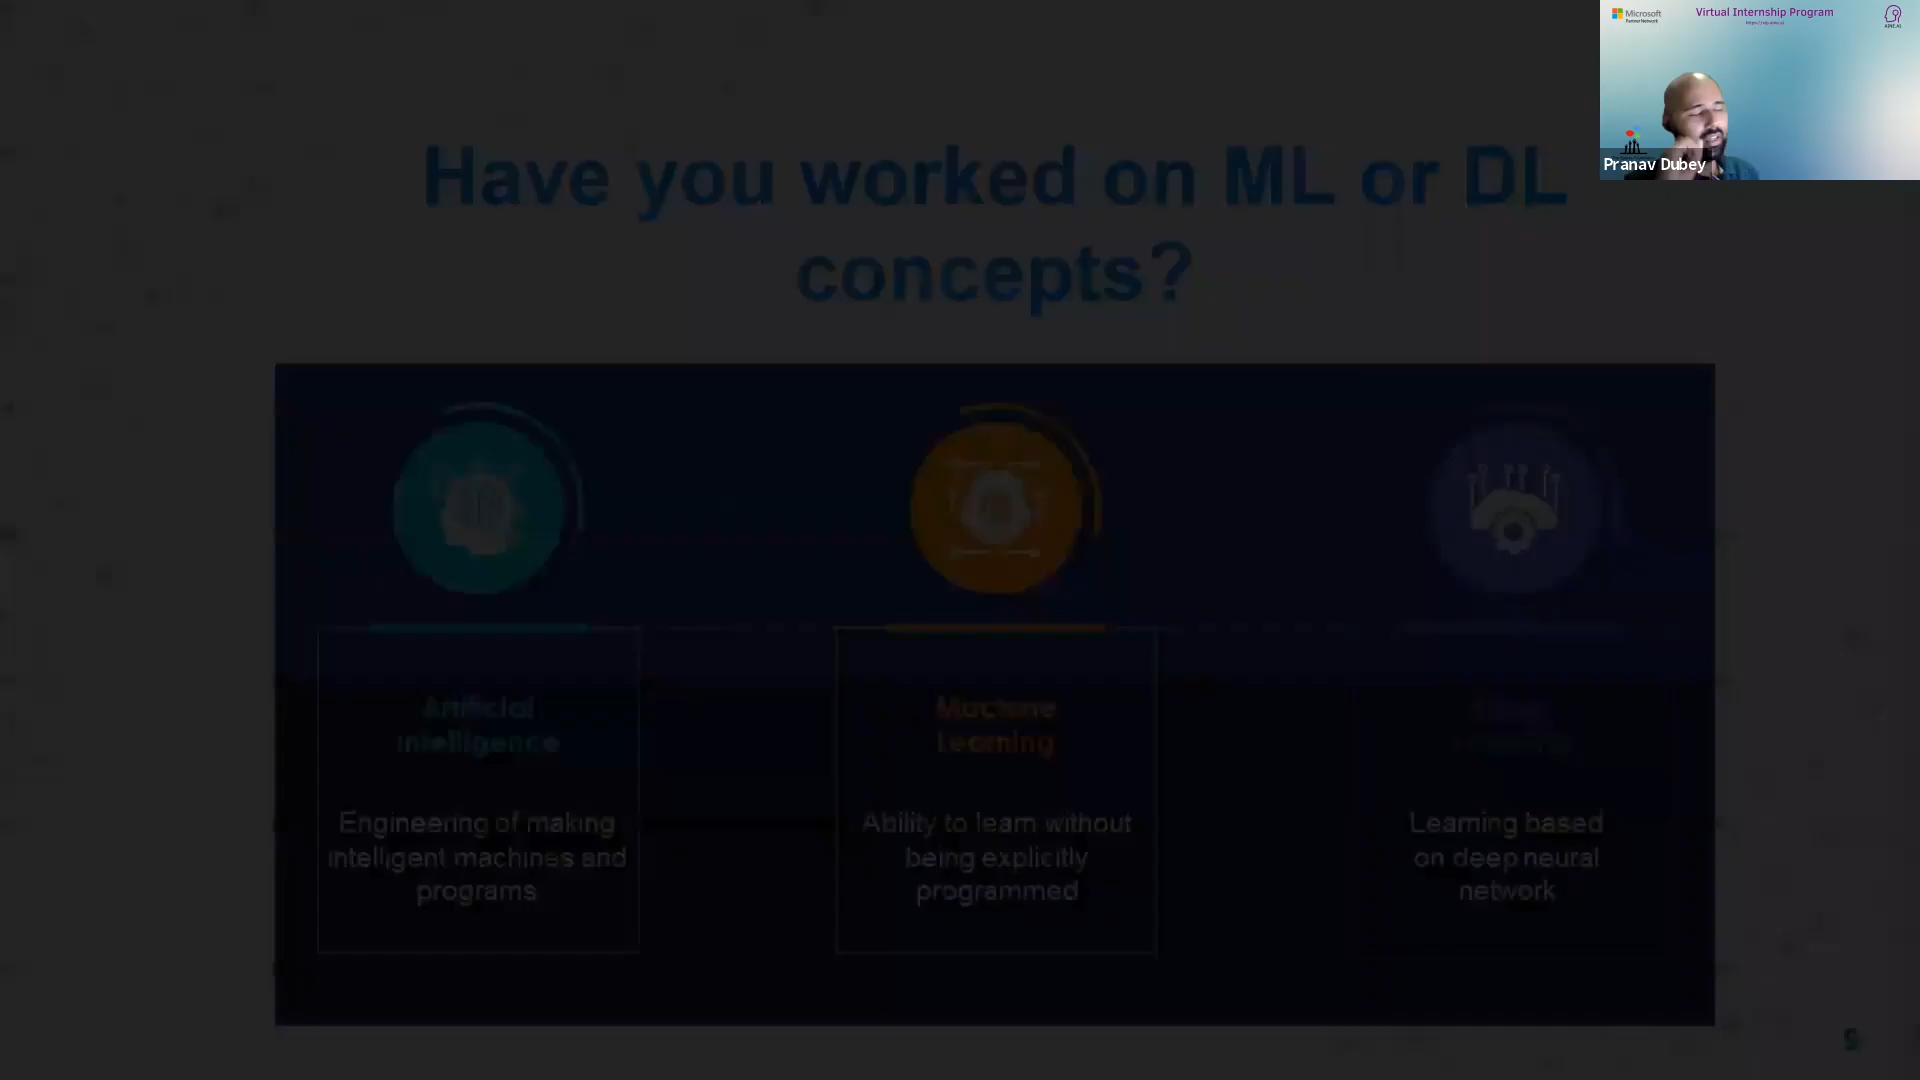 Microsoft
Partner Network
Virtual Internship Program
Pranav Dubey
Have you worked on ML or DL
concepts?
Artificial
Intelligence
Engineering of making
intelligent machines and
programs
Machine
Learning
Ability to learn without
being explicitly
programmed
Learning based
on deep neural
network